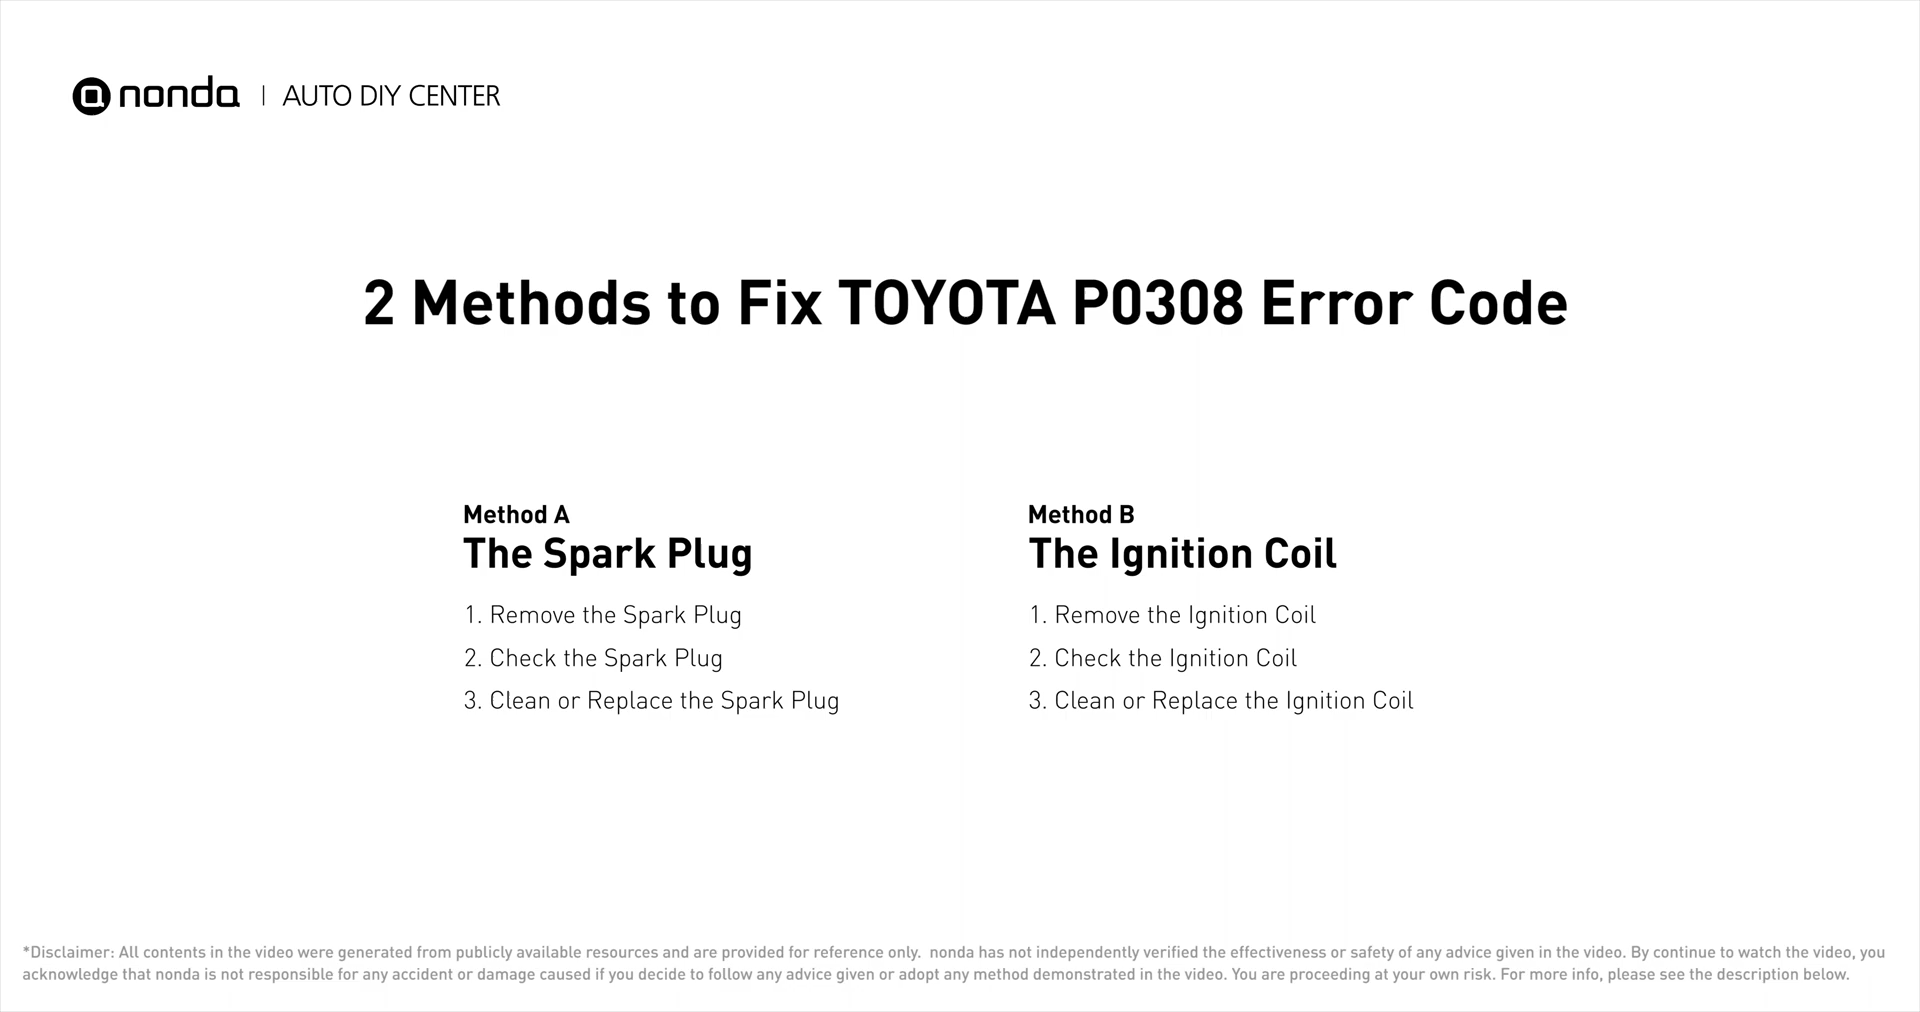 nonda | AUTO DIY CENTER
2 Methods to Fix TOYOTA P0308 Error Code
Method A
The Spark Plug
1. Remove the Spark Plug
2. Check the Spark Plug
3. Clean or Replace the Spark Plug
Method B
The Ignition Coil
1. Remove the Ignition Coil
2. Check the Ignition Coil
3. Clean or Replace the Ignition Coil
*Disclaimer: All contents in the video were generated from publicly available resources and are provided for reference only.  nonda has not independently verified the effectiveness or safety of any advice given in the video. By continue to watch the video, you
acknowledge that nonda is not responsible for any accident or damage caused if you decide to follow any advice given or adopt any method demonstrated in the video. You are proceeding at your own risk. For more info, please see the description below.